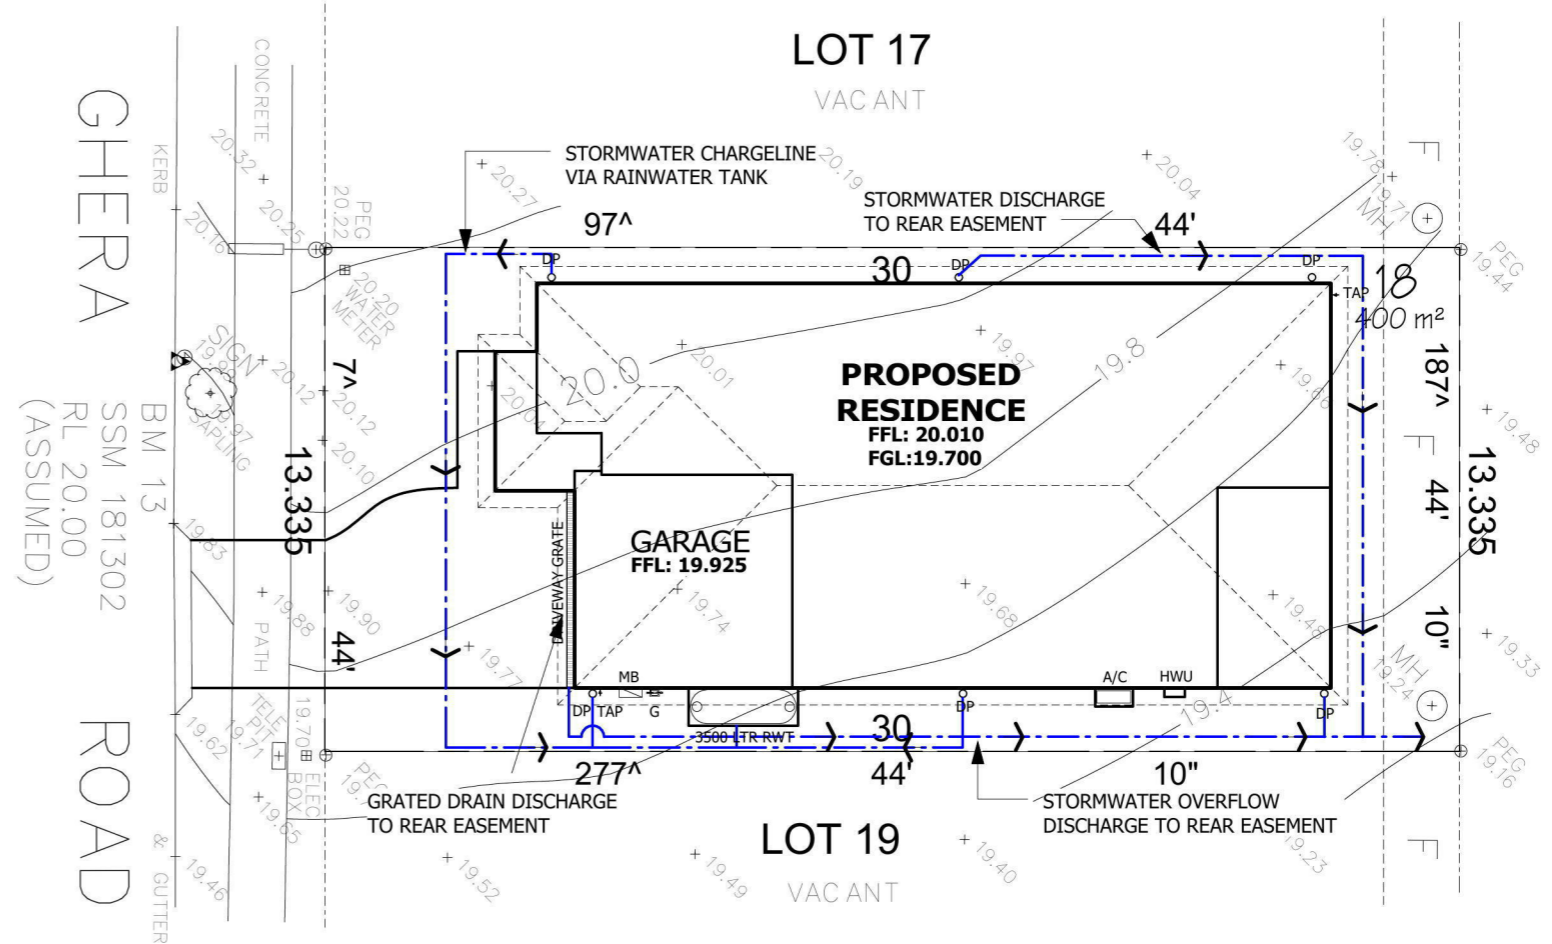 LOT 17
VACANT
GHERA ROAD
KERB
& GUTTER
CONCRETE
PATH
BM 13
SSM 181302
RL 20.00
(ASSUMED)
STORMWATER CHARGELINE
VIA RAINWATER TANK
STORMWATER DISCHARGE
TO REAR EASEMENT
97^
30
44'
20.32
20.25
20.16
20.22
PEG
20.27
20.19
20.04
19.78
19.71
MH
F
PEG
19.44
20.20
WATER
METER
DP
DP
DP
TAP
18
400 m²
SIGN
20.12
20.12
20.10
19.97
SAPLING
7^
13.335
44'
20.04
20.0
20.01
19.97
19.8
187^
F
44'
10"
13.335
19.48
PROPOSED
RESIDENCE
FFL: 20.010
FGL:19.700
GARAGE
FFL: 19.925
DRIVEWAY GRATE
19.83
19.88
19.90
19.77
19.74
19.68
19.48
19.33
MH
19.24
19.4
MB
G
DP
TAP
A/C
HWU
DP
DP
3500 LTR RWT
30
277^
44'
10"
19.62
TELE
PIT
19.71
19.70
ELEC
BOX
PEG
19.65
19.46
PEG
19.16
GRATED DRAIN DISCHARGE
TO REAR EASEMENT
STORMWATER OVERFLOW
DISCHARGE TO REAR EASEMENT
LOT 19
VACANT
19.52
19.49
19.40
19.23
F